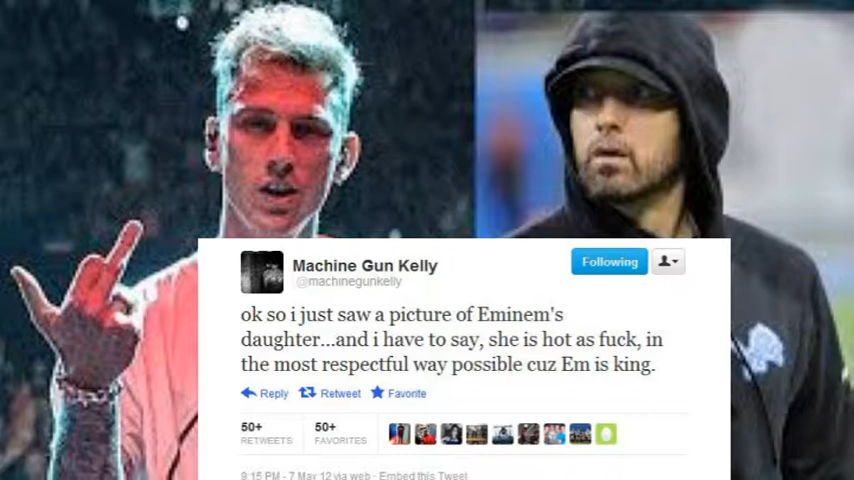 Machine Gun Kelly
@machinegunkelly
Following
ok so i just saw a picture of Eminem's
daughter...and i have to say, she is hot as fuck, in
the most respectful way possible cuz Em is king.
Reply Retweet Favorite
50+ 50+
RETWEETS FAVORITES
9:15 PM - 7 May 12 via web · Embed this Tweet